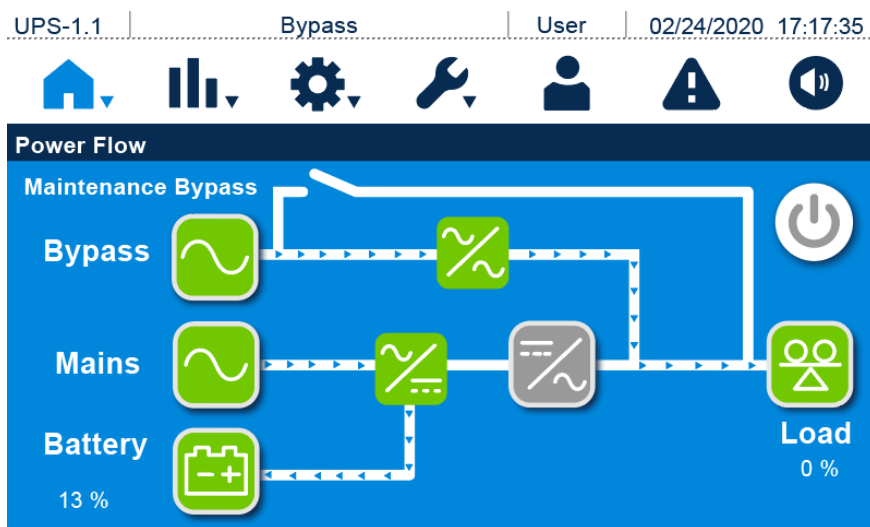 UPS-1.1 Bypass User 02/24/2020 17:17:35
Power Flow
Maintenance Bypass
Bypass
Mains
Battery
13 %
Load
0 %